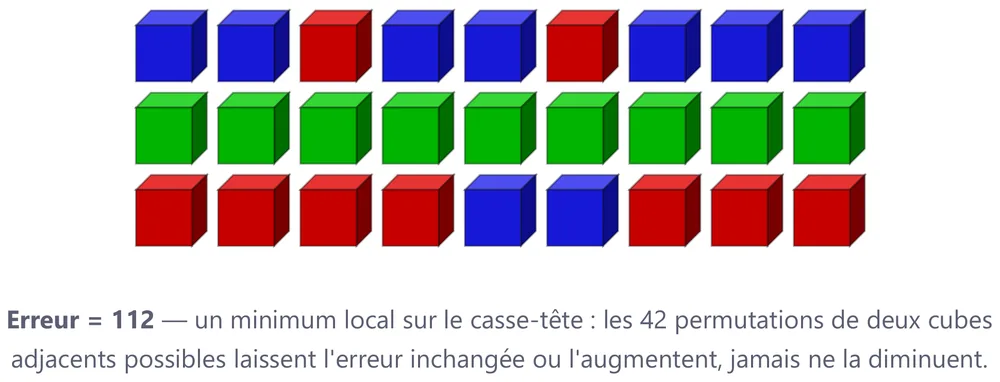 Erreur = 112 — un minimum local sur le casse-tête : les 42 permutations de deux cubes
adjacents possibles laissent l'erreur inchangée ou l'augmentent, jamais ne la diminuent.